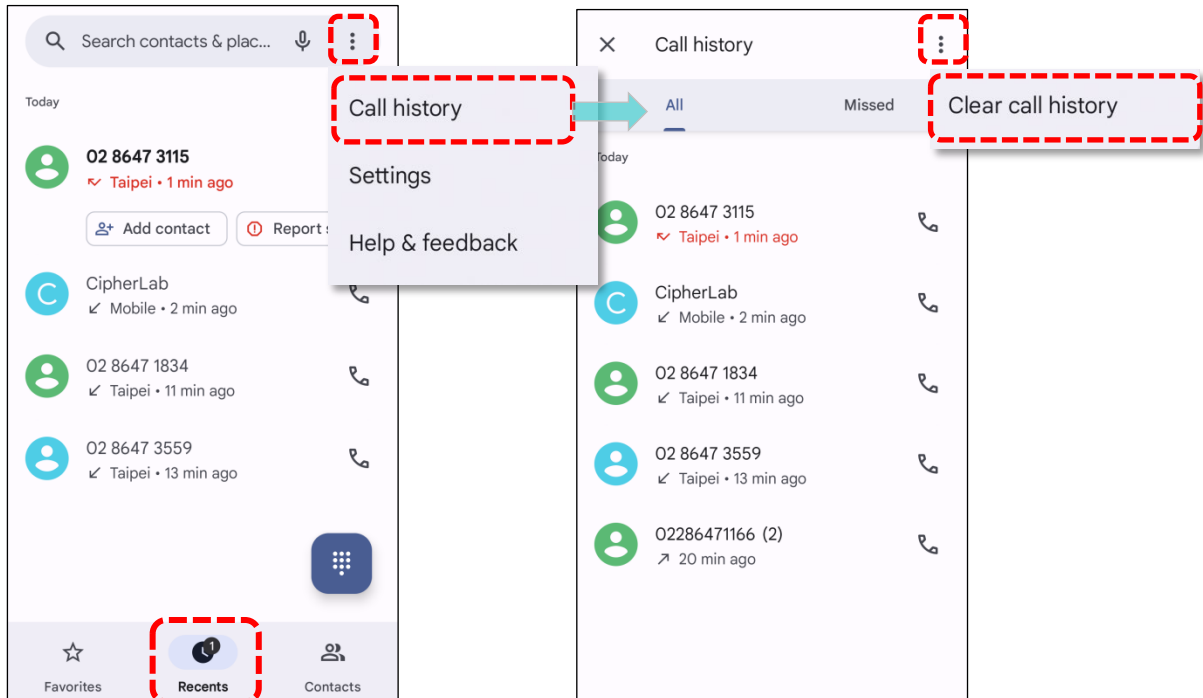 Search contacts & plac...
Today
02 8647 3115
Taipei • 1 min ago
Add contact
Report
CipherLab
C
Mobile • 2 min ago
02 8647 1834
Taipei • 11 min ago
02 8647 3559
Taipei • 13 min ago
1
Favorites
Recents
Contacts
Call history
Settings
Help & feedback
Call history
All
Missed
Clear call history
Today
02 8647 3115
Taipei • 1 min ago
CipherLab
C
Mobile • 2 min ago
02 8647 1834
Taipei • 11 min ago
02 8647 3559
Taipei • 13 min ago
02286471166 (2)
20 min ago